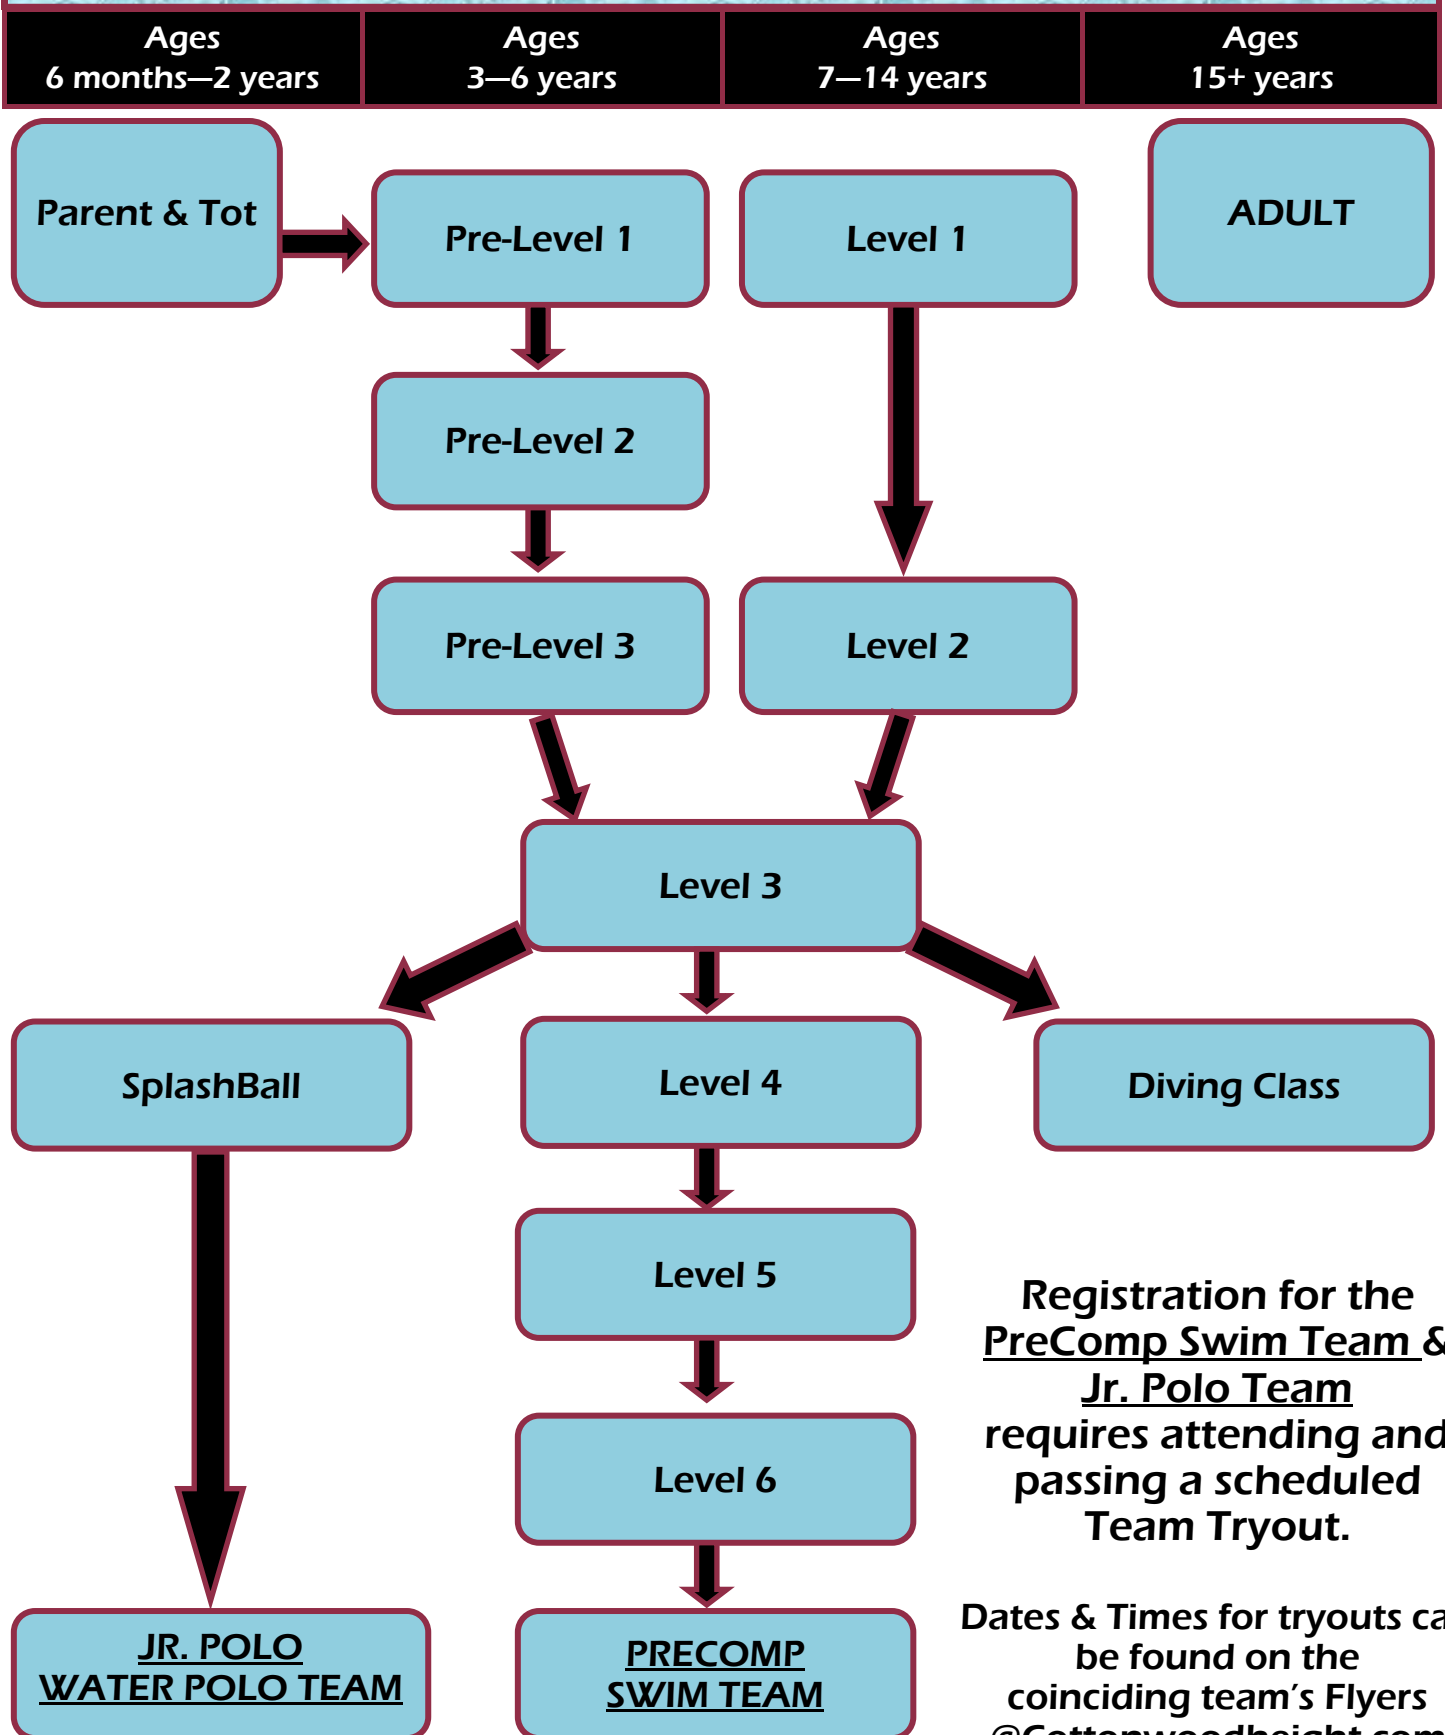 Ages
6 months—2 years
Ages
3—6 years
Ages
7—14 years
Ages
15+ years
Parent & Tot
Pre-Level 1
Level 1
ADULT
Pre-Level 2
Pre-Level 3
Level 2
Level 3
SplashBall
Level 4
Diving Class
Level 5
Level 6
JR. POLO
WATER POLO TEAM
PRECOMP
SWIM TEAM
Registration for the
PreComp Swim Team &
Jr. Polo Team
requires attending and
passing a scheduled
Team Tryout.
Dates & Times for tryouts ca
be found on the
coinciding team's Flyers
@Cottonwoodheight.com